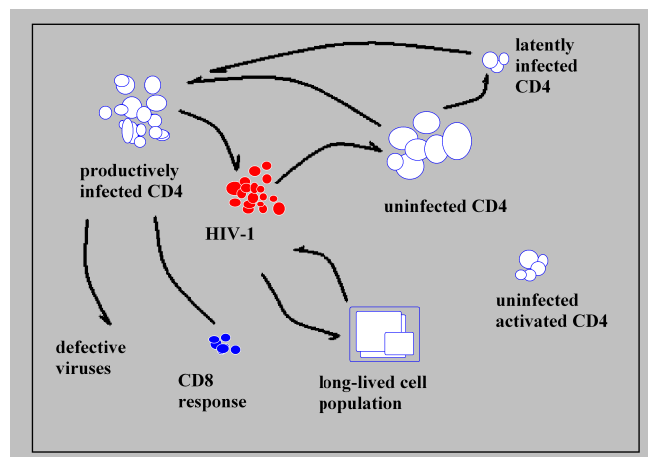 latently
infected
CD4
productively
infected CD4
uninfected CD4
HIV-1
uninfected
activated CD4
defective
viruses
CD8
response
long-lived cell
population